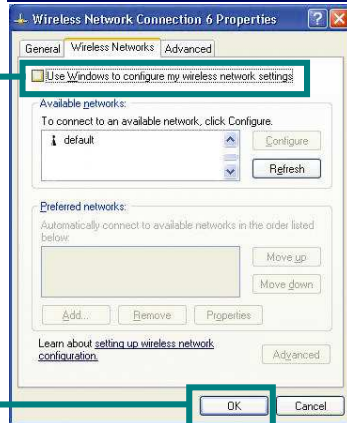 Wireless Network Connection 6 Properties
General Wireless Networks Advanced
Use Windows to configure my wireless network settings
Available networks:
To connect to an available network, click Configure.
default
Configure
Refresh
Preferred networks:
Automatically connect to available networks in the order listed
below:
Move up
Move down
Add... Remove Properties
Learn about setting up wireless network
configuration.
Advanced
OK Cancel